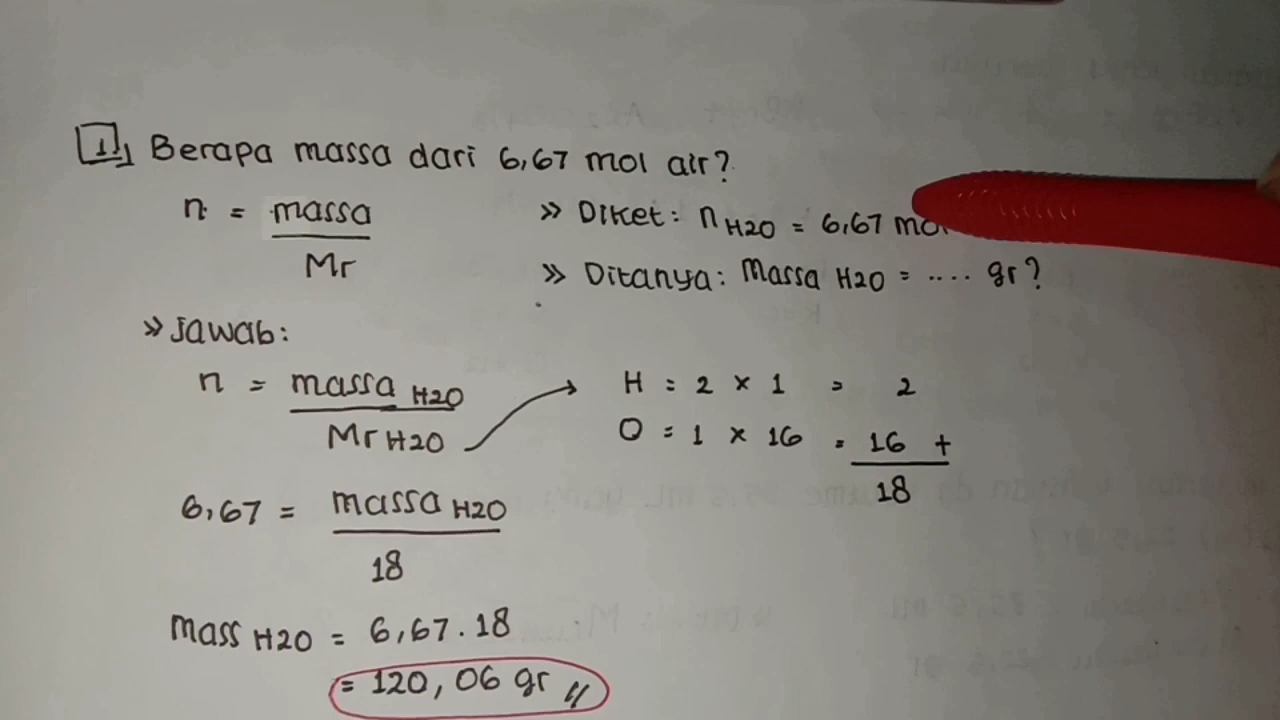 1, Berapa massa dari 6,67 mol air?
n = massa / Mr
» Diket: n H2O = 6,67 mol
» Ditanya: Massa H2O = .... gr?
» Jawab:
n = massa H2O / Mr H2O
H = 2 × 1 = 2
O = 1 × 16 = 16 +
18
6,67 = massa H2O / 18
mass H2O = 6,67 . 18
= 120, 06 gr //